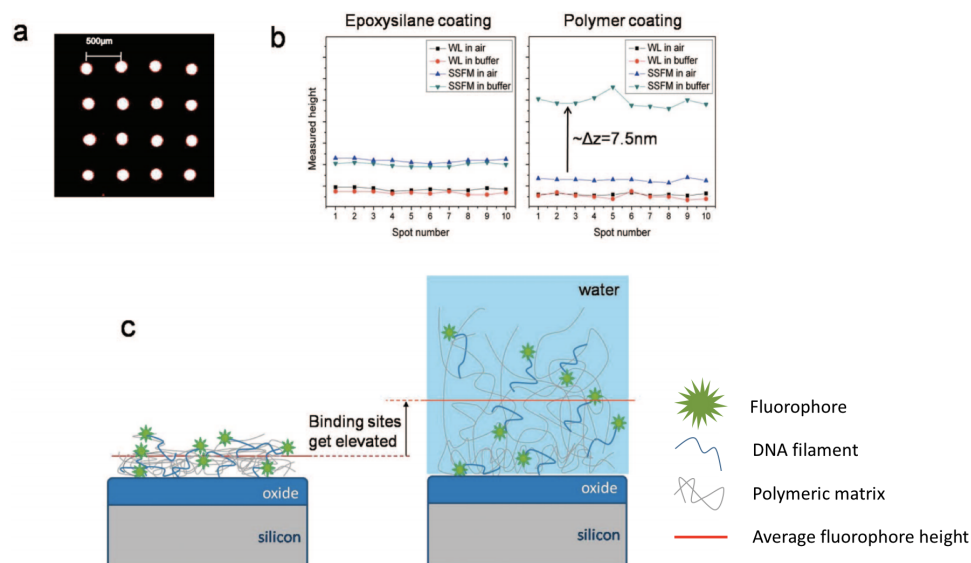 a
500µm
b
Epoxysilane coating
Polymer coating
Measured height
WL in air
WL in buffer
SSFM in air
SSFM in buffer
WL in air
WL in buffer
SSFM in air
SSFM in buffer
~Δz=7.5nm
1 2 3 4 5 6 7 8 9 10
1 2 3 4 5 6 7 8 9 10
Spot number
Spot number
c
water
Binding sites
get elevated
oxide
silicon
oxide
silicon
Fluorophore
DNA filament
Polymeric matrix
Average fluorophore height